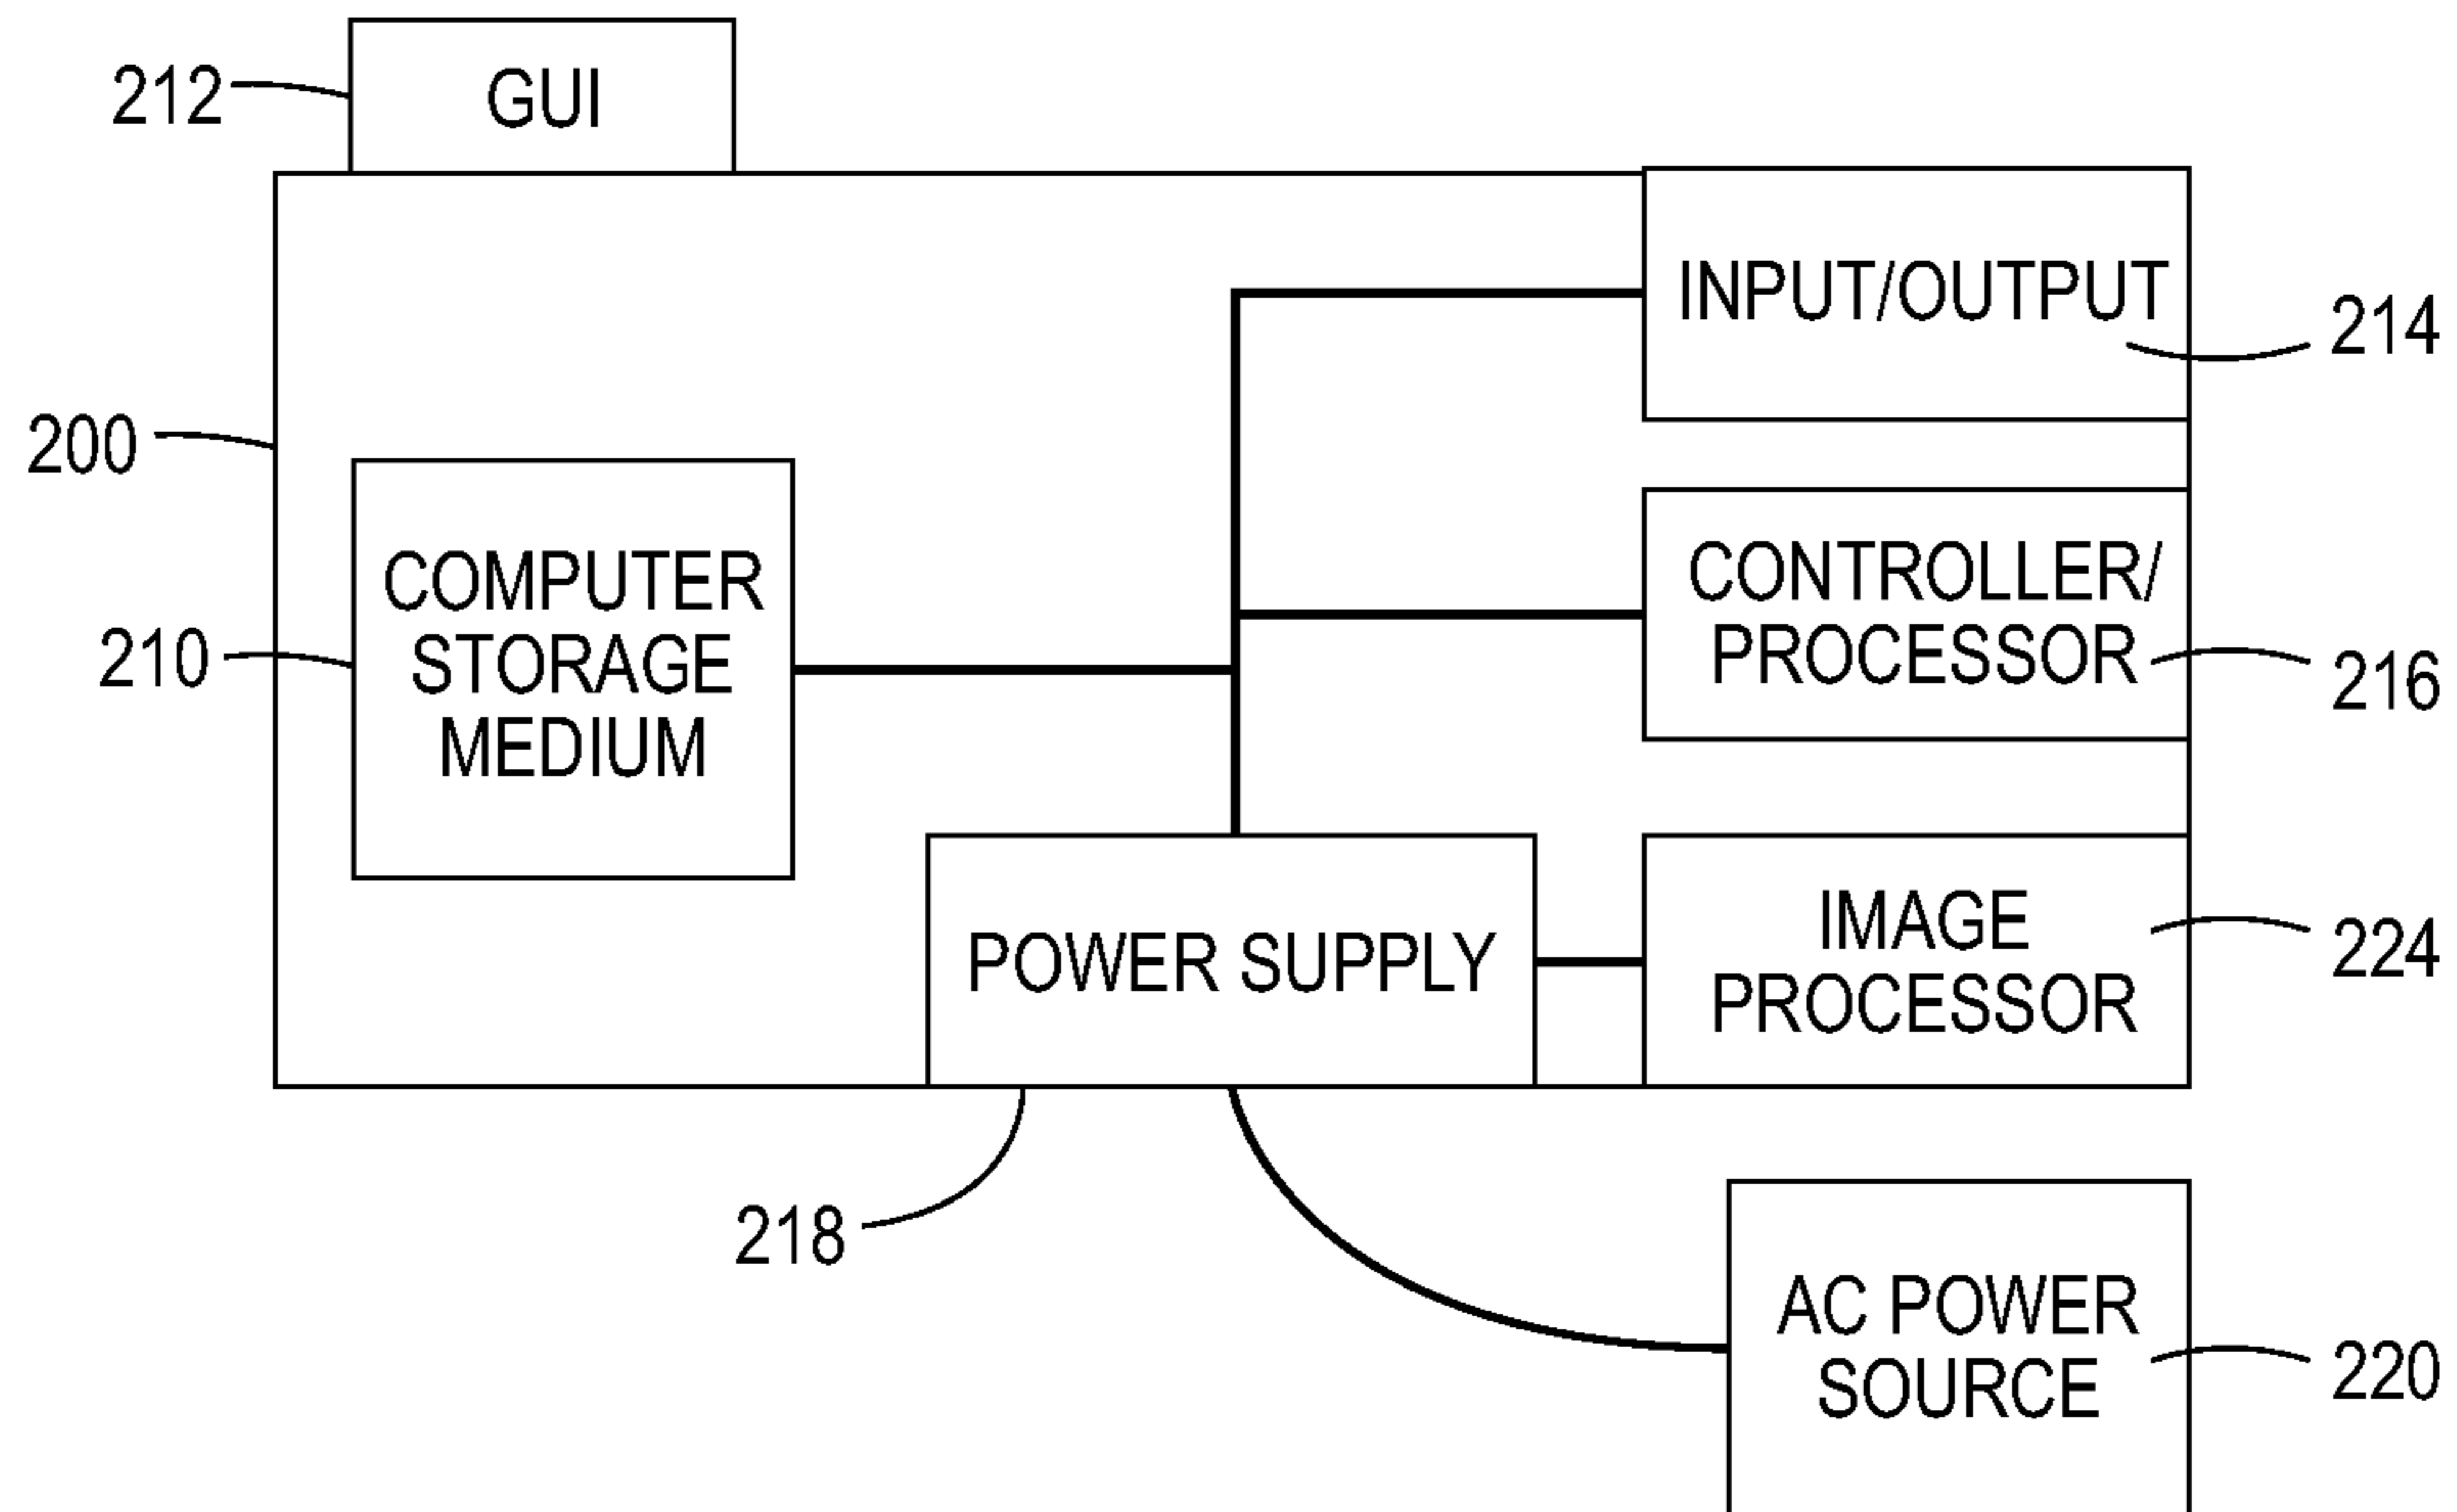 212
GUI
INPUT/OUTPUT
214
200
COMPUTER
STORAGE
MEDIUM
210
CONTROLLER/
PROCESSOR
216
POWER SUPPLY
IMAGE
PROCESSOR
224
218
AC POWER
SOURCE
220